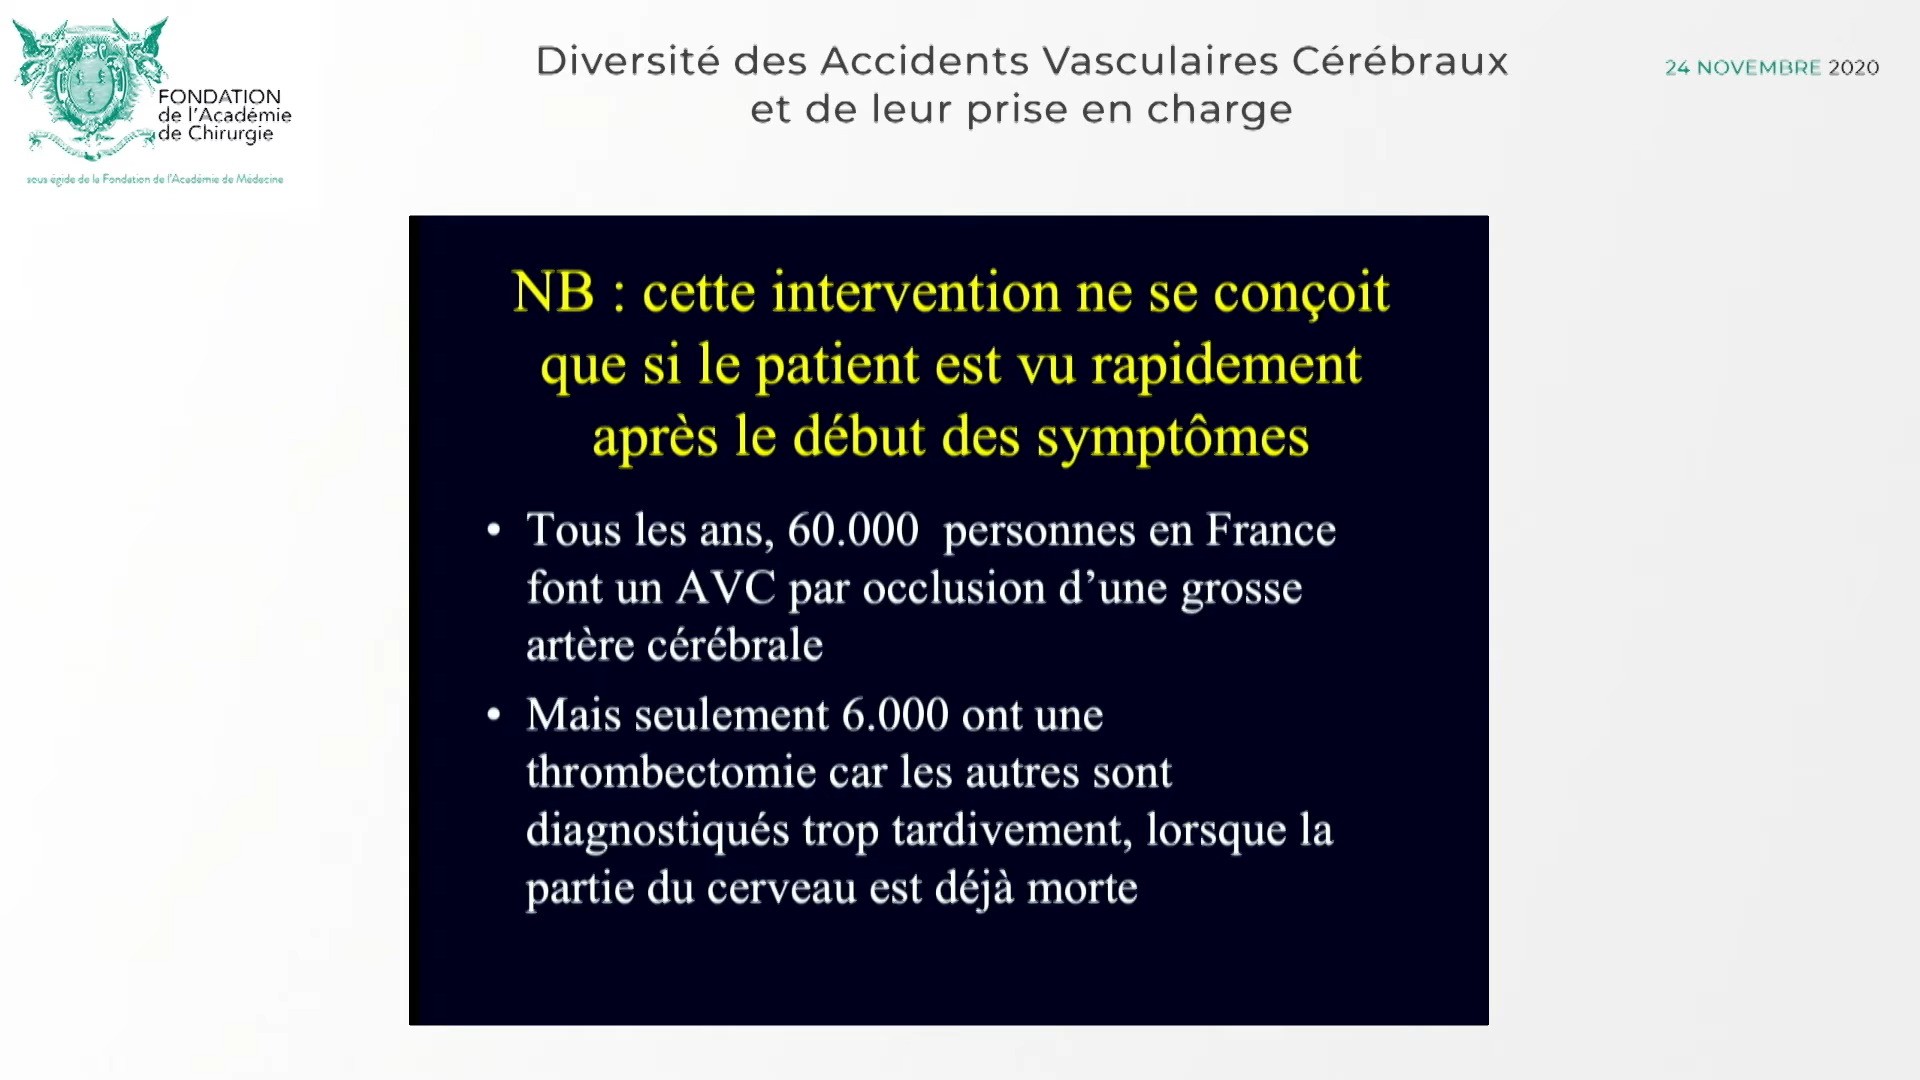 FONDATION
de l'Académie
de Chirurgie
sous égide de la Fondation de l'Académie de Médecine
Diversité des Accidents Vasculaires Cérébraux
et de leur prise en charge
24 NOVEMBRE 2020
NB : cette intervention ne se conçoit
que si le patient est vu rapidement
après le début des symptômes
• Tous les ans, 60.000 personnes en France
font un AVC par occlusion d’une grosse
artère cérébrale
• Mais seulement 6.000 ont une
thrombectomie car les autres sont
diagnostiqués trop tardivement, lorsque la
partie du cerveau est déjà morte